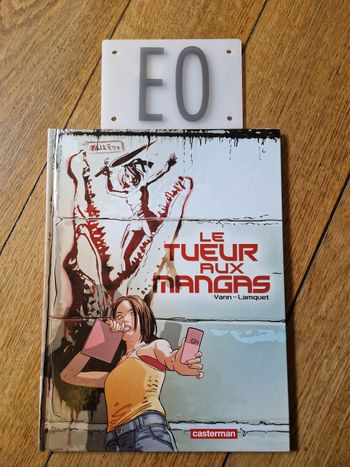 EO
LE
TUEUR
AUX
MANGAS
Yann – Lamquet
casterman